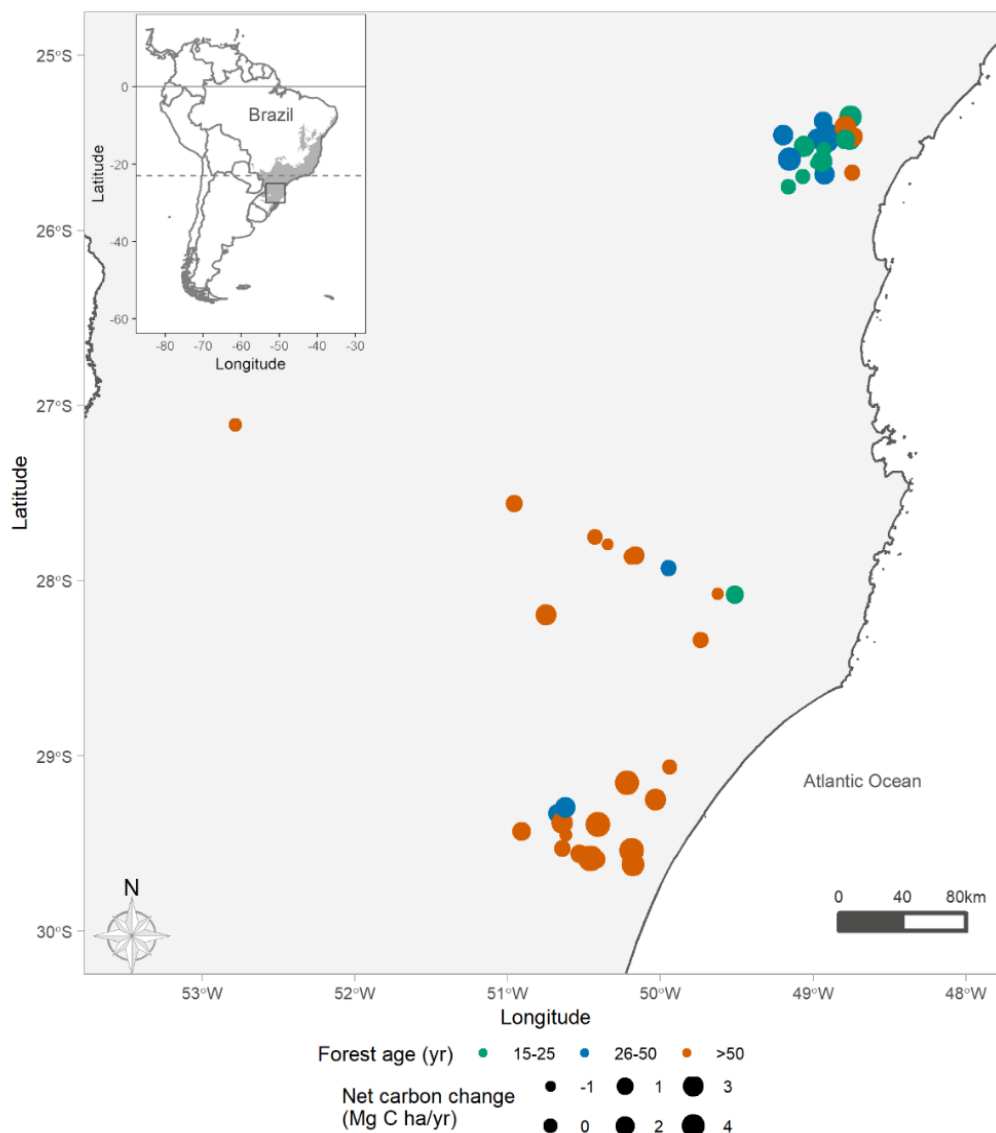 25°S
26°S
27°S
28°S
29°S
30°S
Latitude
0
-20
-40
-60
Latitude
Brazil
-80 -70 -60 -50 -40 -30
Longitude
Atlantic Ocean
N
0 40 80km
53°W 52°W 51°W 50°W 49°W 48°W
Longitude
Forest age (yr) 15-25 26-50 >50
Net carbon change
(Mg C ha/yr)
-1 1 3
0 2 4